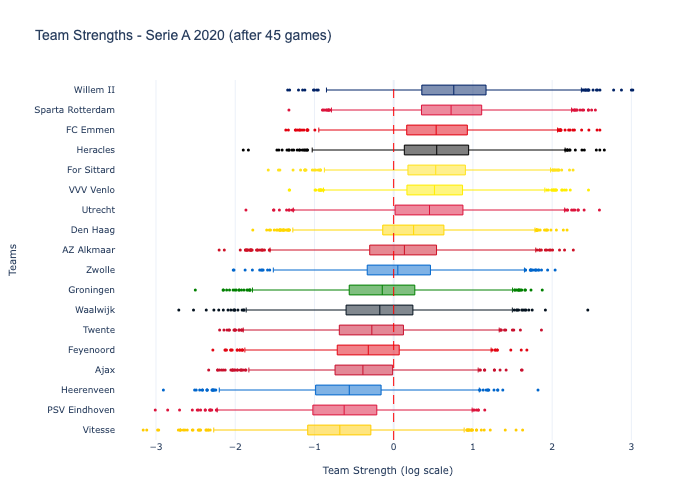 Team Strengths - Serie A 2020 (after 45 games)
Teams
Willem II
Sparta Rotterdam
FC Emmen
Heracles
For Sittard
VVV Venlo
Utrecht
Den Haag
AZ Alkmaar
Zwolle
Groningen
Waalwijk
Twente
Feyenoord
Ajax
Heerenveen
PSV Eindhoven
Vitesse
−3 −2 −1 0 1 2 3
Team Strength (log scale)